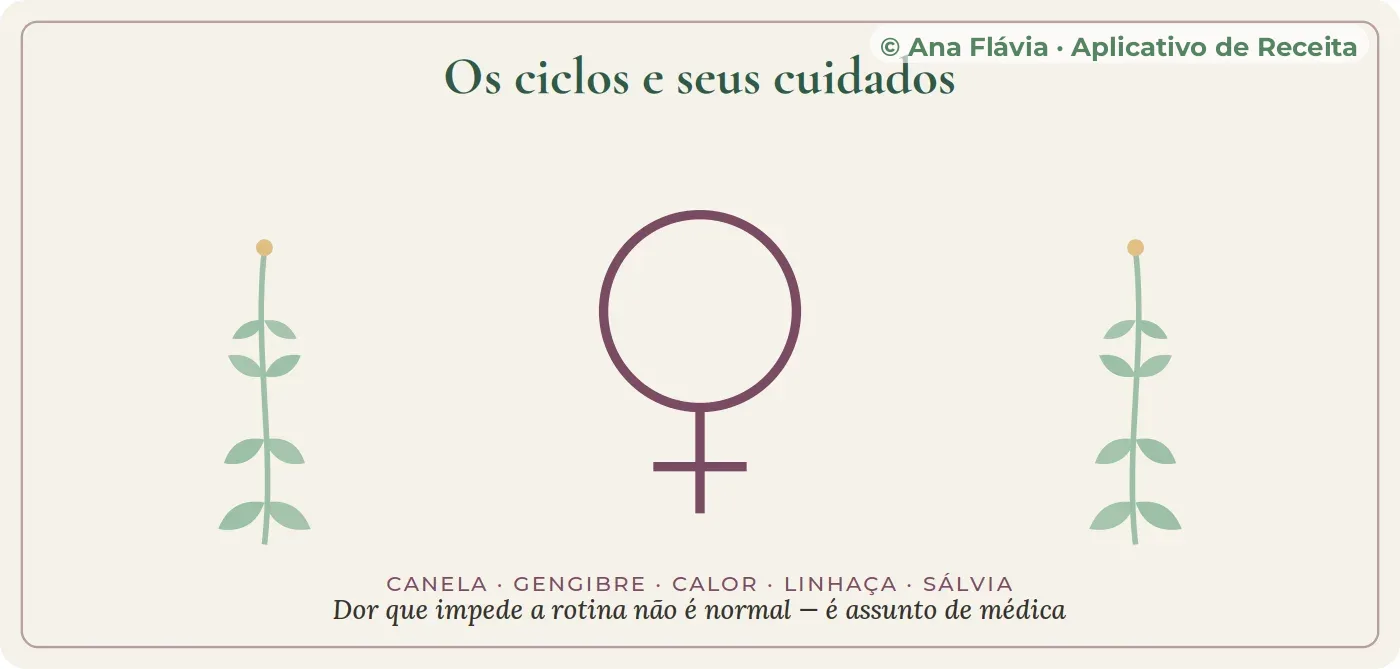 © Ana Flávia · Aplicativo de Receita
Os ciclos e seus cuidados
CANELA · GENGIBRE · CALOR · LINHAÇA · SÁLVIA
Dor que impede a rotina não é normal — é assunto de médica